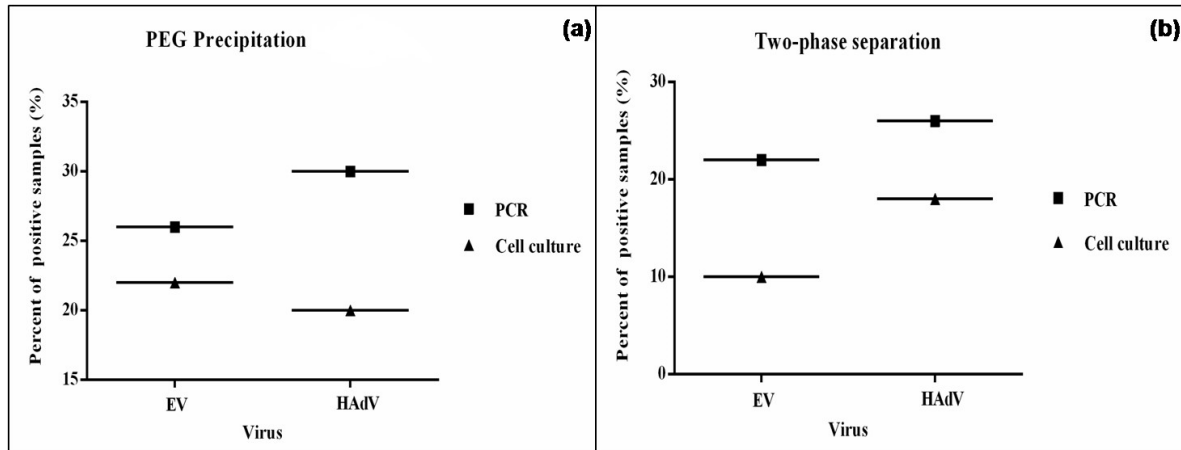 PEG Precipitation
(a)
Percent of positive samples (%)
35
30
25
20
15
EV
HAdV
Virus
PCR
Cell culture
Two-phase separation
(b)
Percent of positive samples (%)
30
20
10
0
EV
HAdV
Virus
PCR
Cell culture